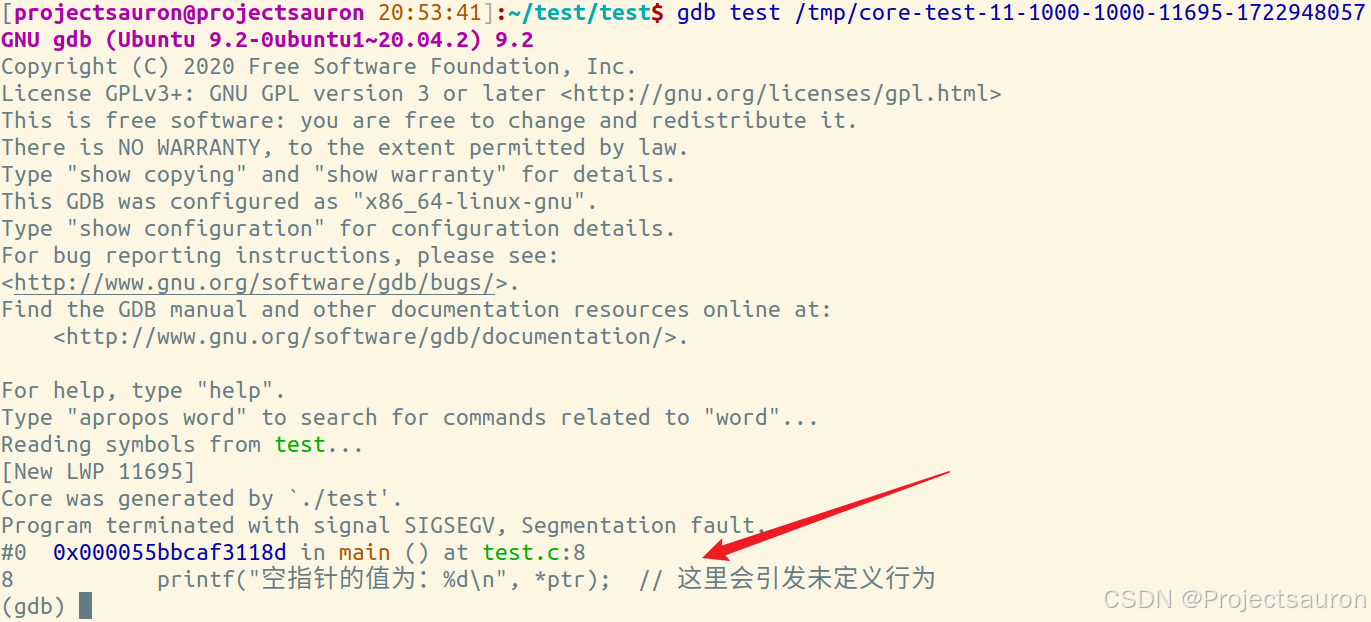 [projectsauron@projectsauron 20:53:41]:~/test/test$ gdb test /tmp/core-test-11-1000-1000-11695-1722948057
GNU gdb (Ubuntu 9.2-0ubuntu1~20.04.2) 9.2
Copyright (C) 2020 Free Software Foundation, Inc.
License GPLv3+: GNU GPL version 3 or later <http://gnu.org/licenses/gpl.html>
This is free software: you are free to change and redistribute it.
There is NO WARRANTY, to the extent permitted by law.
Type "show copying" and "show warranty" for details.
This GDB was configured as "x86_64-linux-gnu".
Type "show configuration" for configuration details.
For bug reporting instructions, please see:
<http://www.gnu.org/software/gdb/bugs/>.
Find the GDB manual and other documentation resources online at:
    <http://www.gnu.org/software/gdb/documentation/>.

For help, type "help".
Type "apropos word" to search for commands related to "word"...
Reading symbols from test...
[New LWP 11695]
Core was generated by `./test'.
Program terminated with signal SIGSEGV, Segmentation fault.
#0  0x000055bbcaf3118d in main () at test.c:8
8           printf("空指针的值为: %d\n", *ptr);  // 这里会引发未定义行为
(gdb)
CSDN @Projectsauron